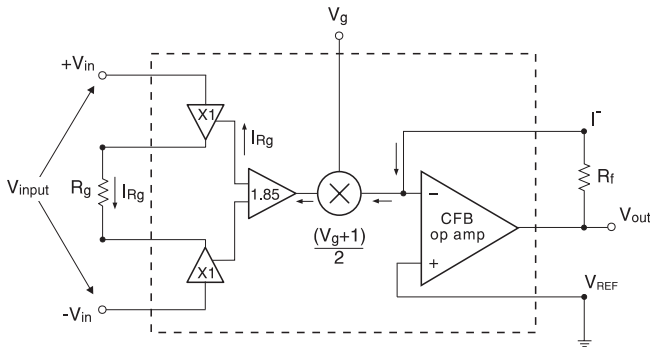 Vg
+Vin
X1
IRg
I-
Rg
IRg
1.85
Vinput
−
CFB
op amp
+
Rf
Vout
(Vg+1)
2
X1
VREF
-Vin